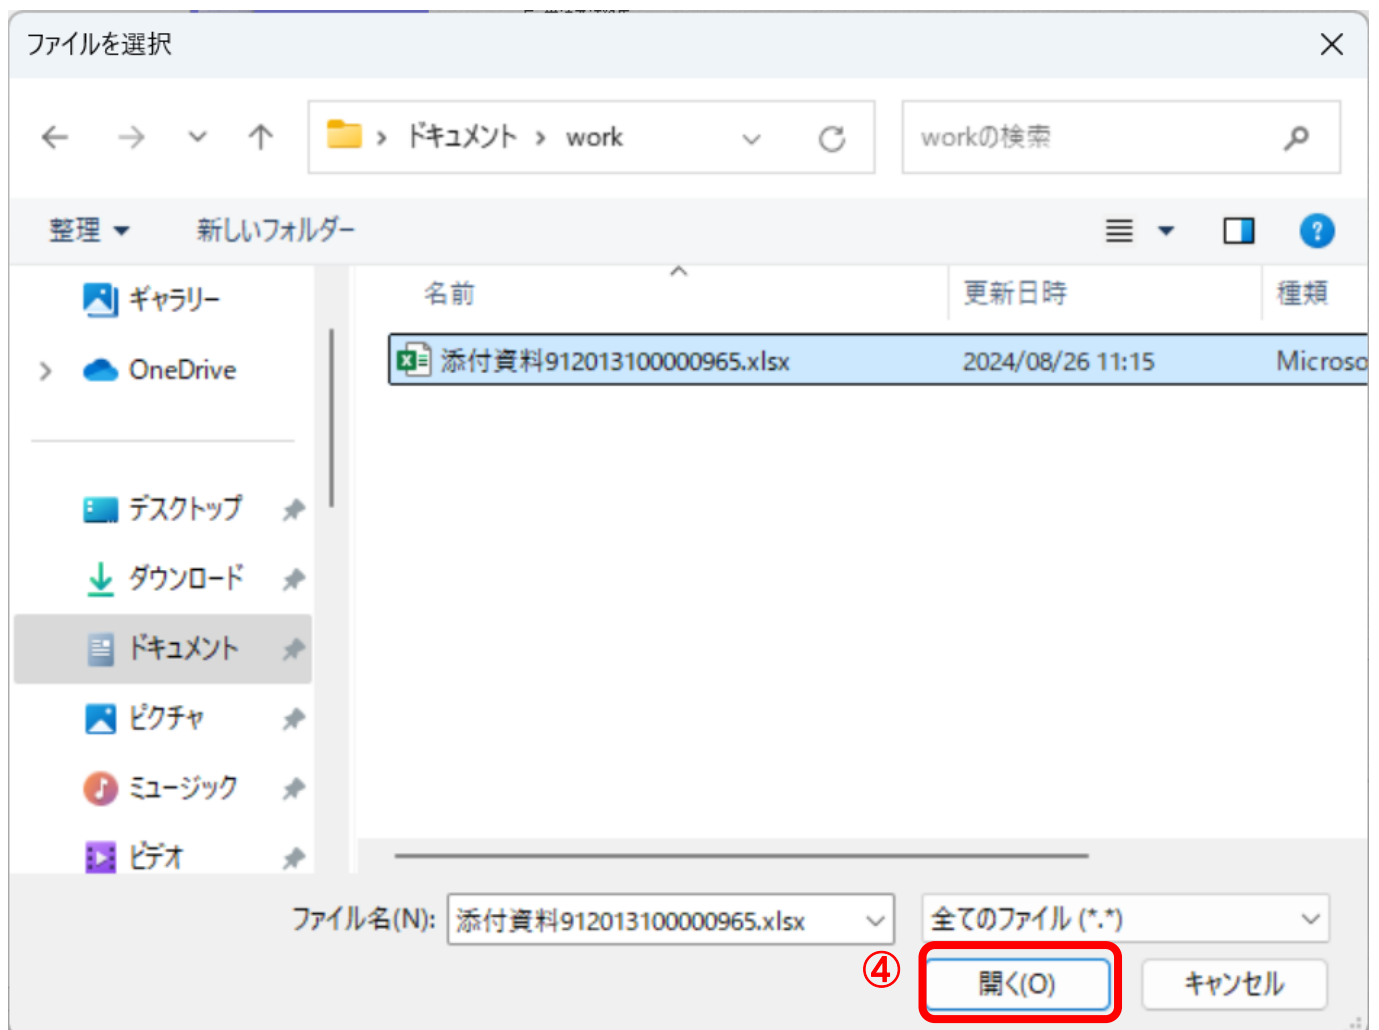 ファイルを選択
ドキュメント work
workの検索
整理 新しいフォルダー
名前 更新日時 種類
ギャラリー
添付資料912013100000965.xlsx 2024/08/26 11:15 Microso
OneDrive
デスクトップ
ダウンロード
ドキュメント
ピクチャ
ミュージック
ビデオ
ファイル名(N): 添付資料912013100000965.xlsx 全てのファイル (*.*)
④ 開く(O) キャンセル